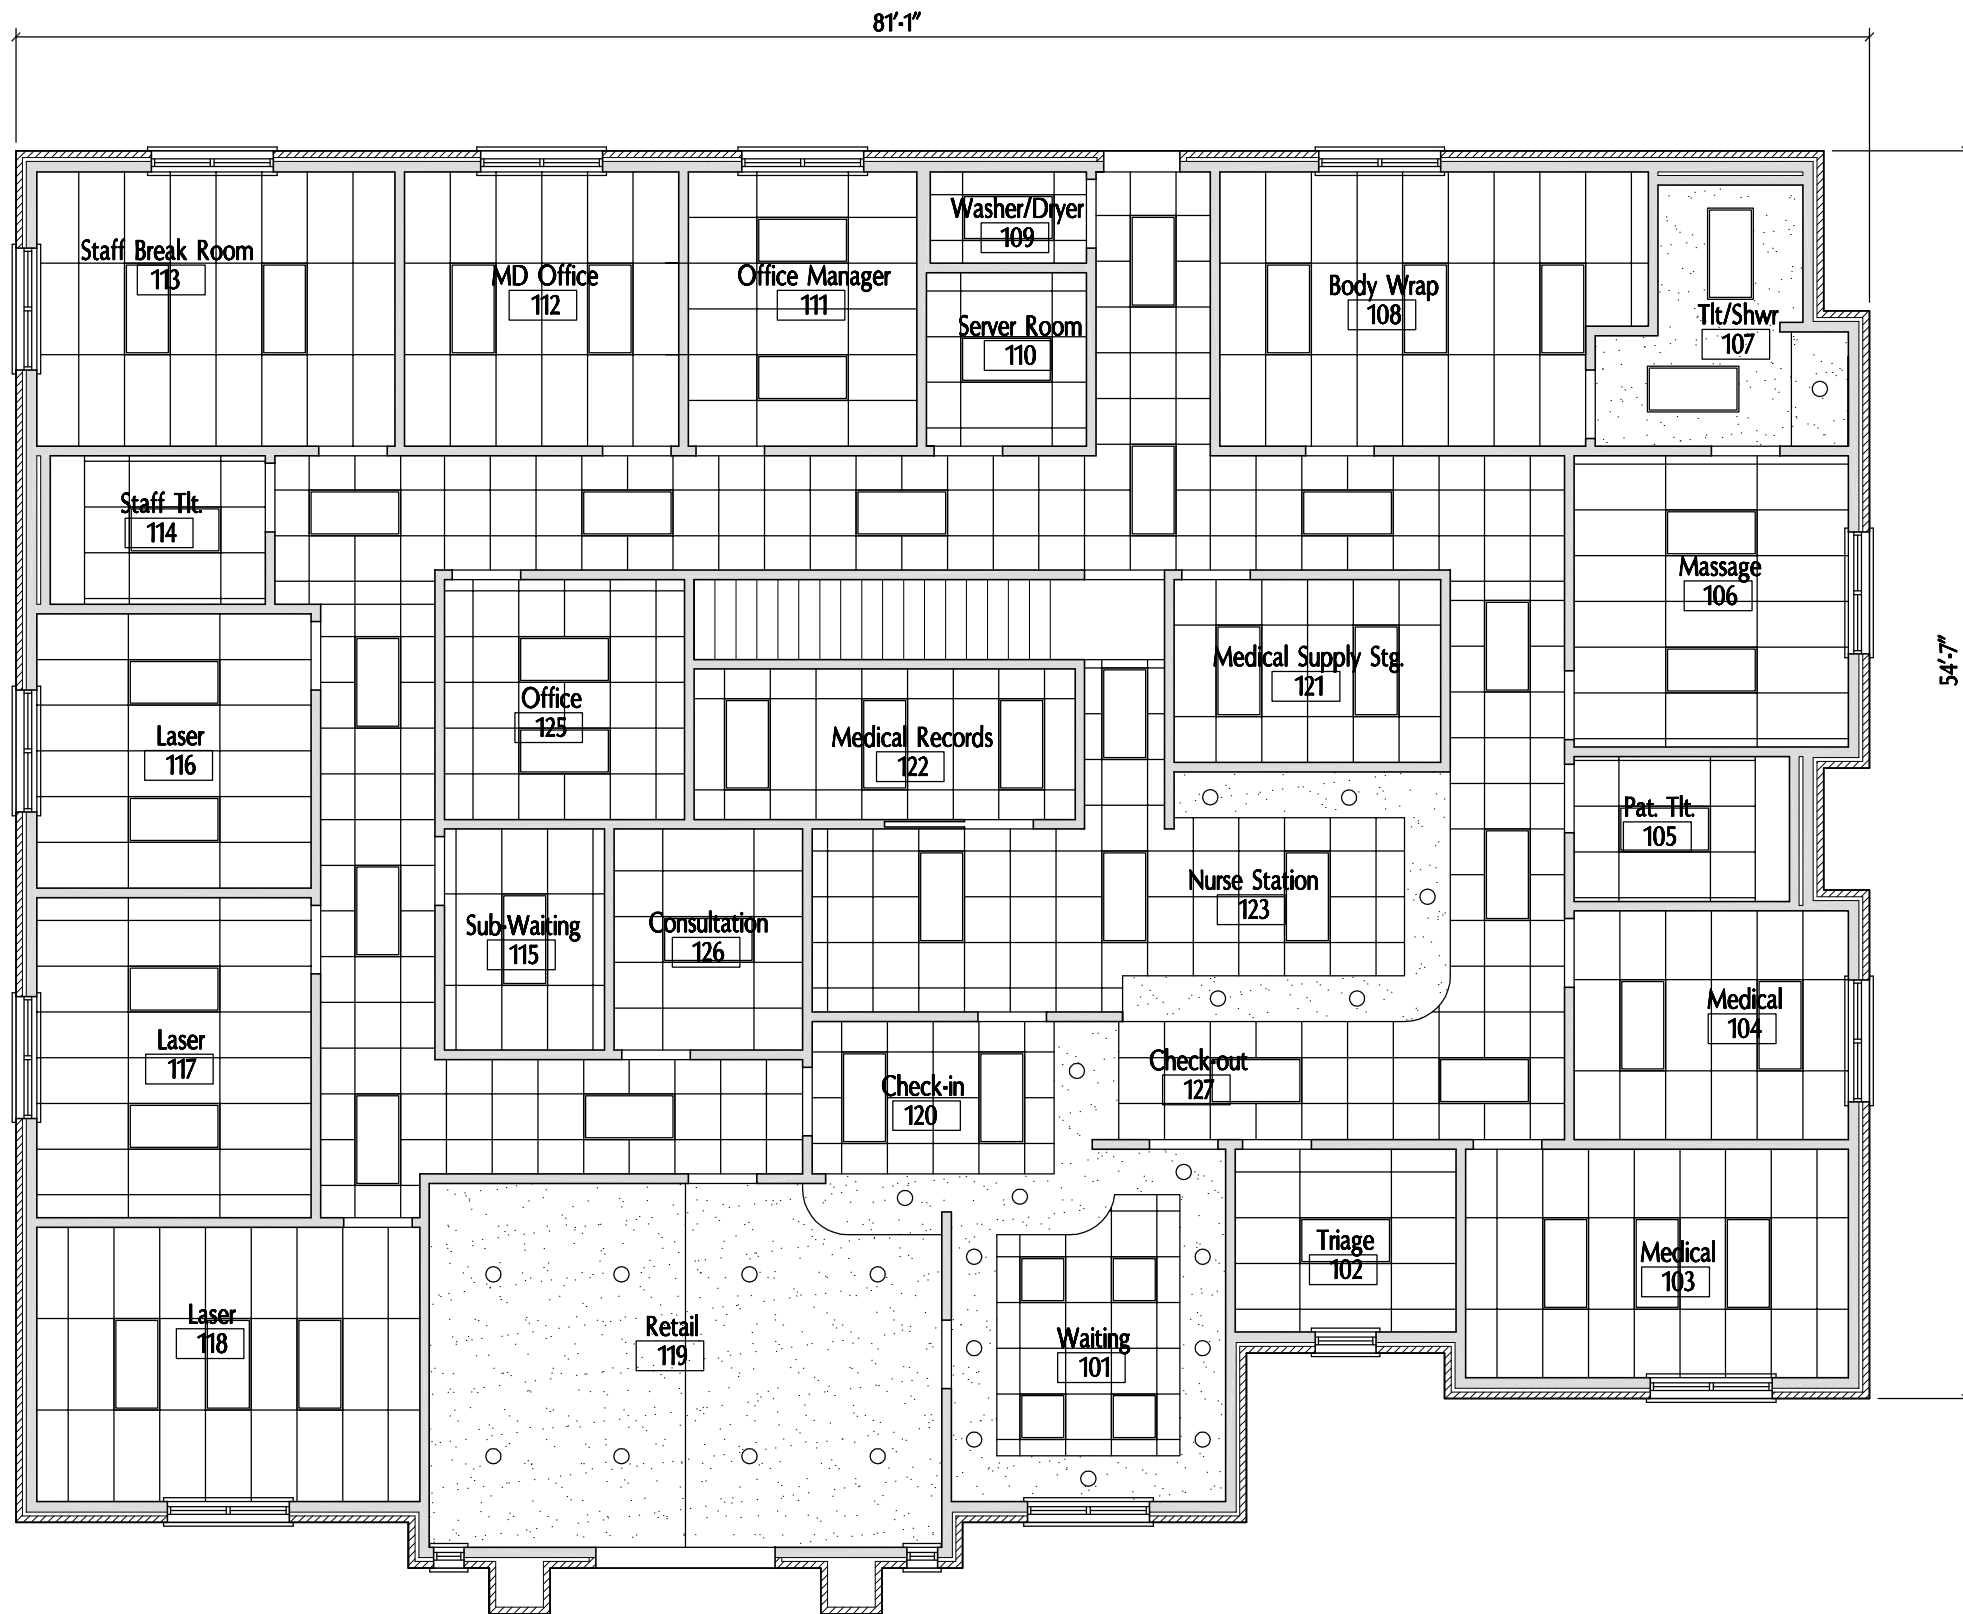 81'-1"
Staff Break Room
113
MD Office
112
Office Manager
111
Washer/Dryer
109
Server Room
110
Body Wrap
108
Tlt/Shwr
107
Staff Tlt.
114
Massage
106
54'-7"
Medical Supply Stg.
121
Office
125
Medical Records
122
Laser
116
Pat. Tlt.
105
Nurse Station
123
Sub-Waiting
115
Consultation
126
Medical
104
Laser
117
Check-in
120
Check-out
127
Triage
102
Medical
103
Laser
118
Retail
119
Waiting
101